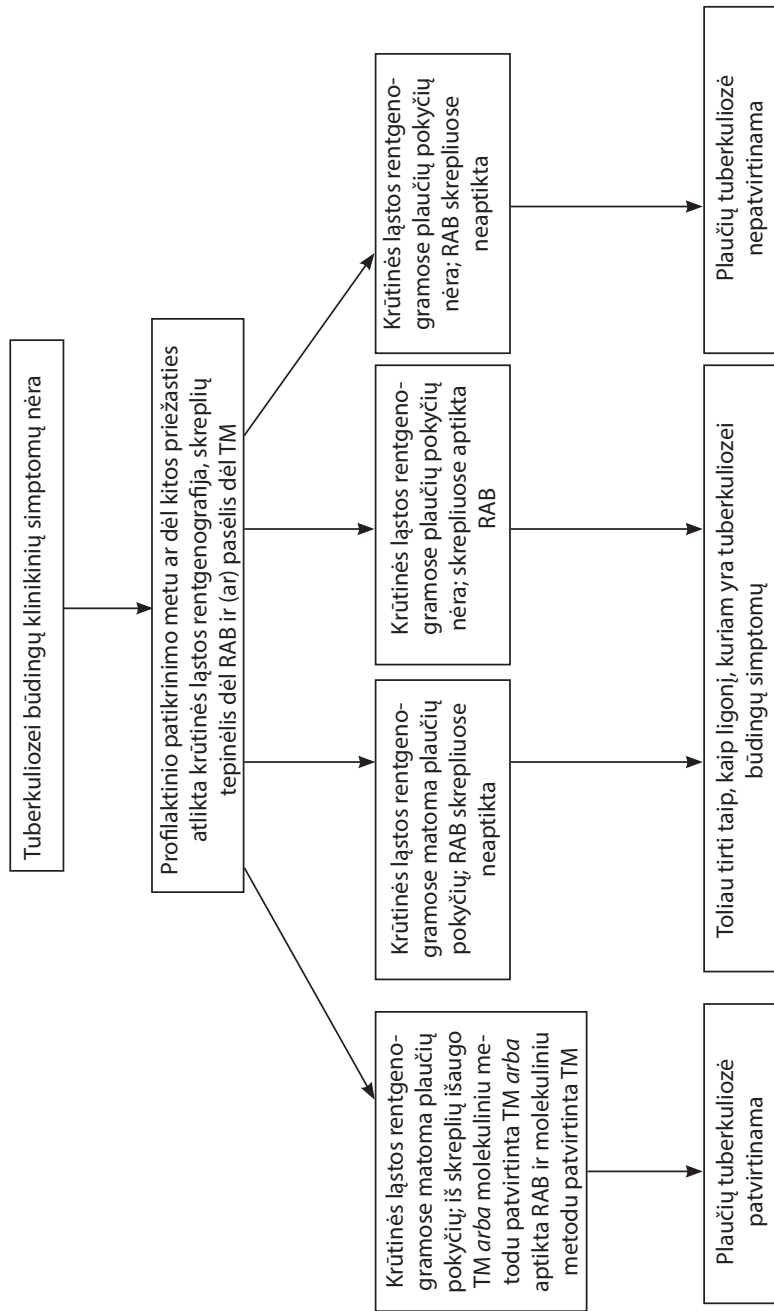 Tuberkuliozei būdingų klinikinių simptomų nėra
Profilaktinio patikrinimo metu ar dėl kitos priežasties
atlikta krūtinės ląstos rentgenografija, skreplių
tepinėlis dėl RAB ir (ar) pasėlis dėl TM
Krūtinės ląstos rentgeno-
gramose matoma plaučių
pokyčių; iš skreplių išaugo
TM arba molekuliniu me-
todu patvirtinta TM arba
aptikta RAB ir molekuliniu
metodu patvirtinta TM
Krūtinės ląstos rentgeno-
gramose matoma plaučių
pokyčių; RAB skrepliuose
neaptikta
Krūtinės ląstos rentgeno-
gramose plaučių pokyčių
nėra; skrepliuose aptikta
RAB
Krūtinės ląstos rentgeno-
gramose plaučių pokyčių
nėra; RAB skrepliuose
neaptikta
Plaučių tuberkuliozė
patvirtinama
Toliau tirti taip, kaip ligonį, kuriam yra tuberkuliozei
būdingų simptomų
Plaučių tuberkuliozė
nepatvirtinama